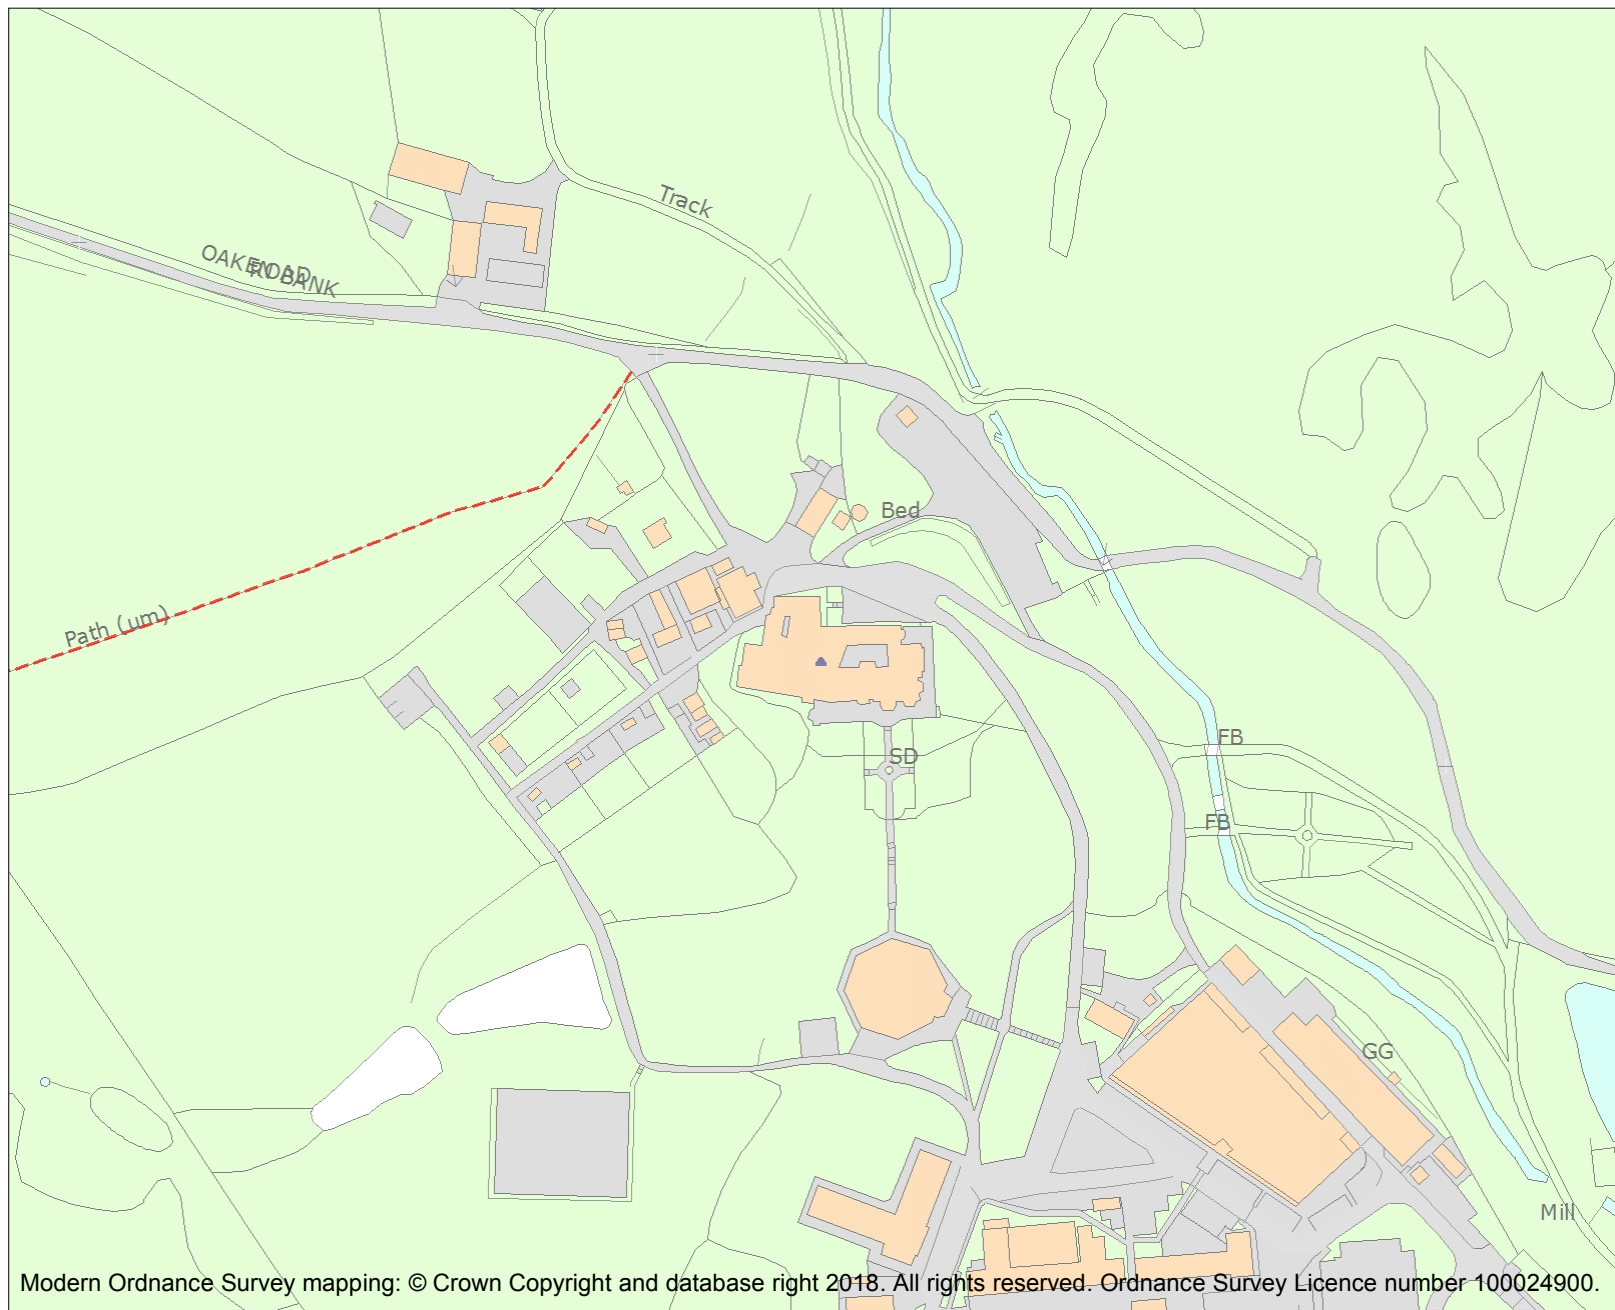 Track
OAKEN BANK
ROAD
Bed
Path (um)
FB
SD
FB
GG
Mill
Modern Ordnance Survey mapping: © Crown Copyright and database right 2018. All rights reserved. Ordnance Survey Licence number 100024900.